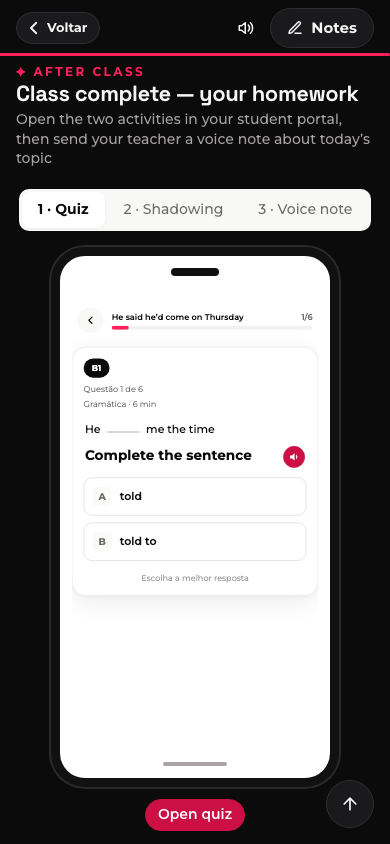 Voltar
Notes
AFTER CLASS
Class complete — your homework
Open the two activities in your student portal,
then send your teacher a voice note about today's
topic
1 · Quiz
2 · Shadowing
3 · Voice note
He said he'd come on Thursday
1/6
B1
Questão 1 de 6
Gramática · 6 min
He ______ me the time
Complete the sentence
A told
B told to
Escolha a melhor resposta
Open quiz